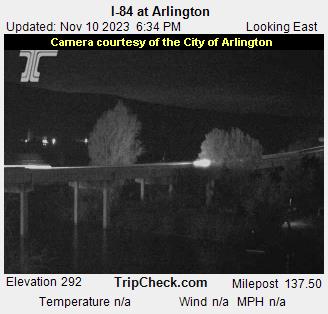 I-84 at Arlington
Updated: Nov 10 2023 6:34 PM Looking East
Camera courtesy of the City of Arlington
Elevation 292 TripCheck.com Milepost 137.50
Temperature n/a Wind n/a MPH n/a